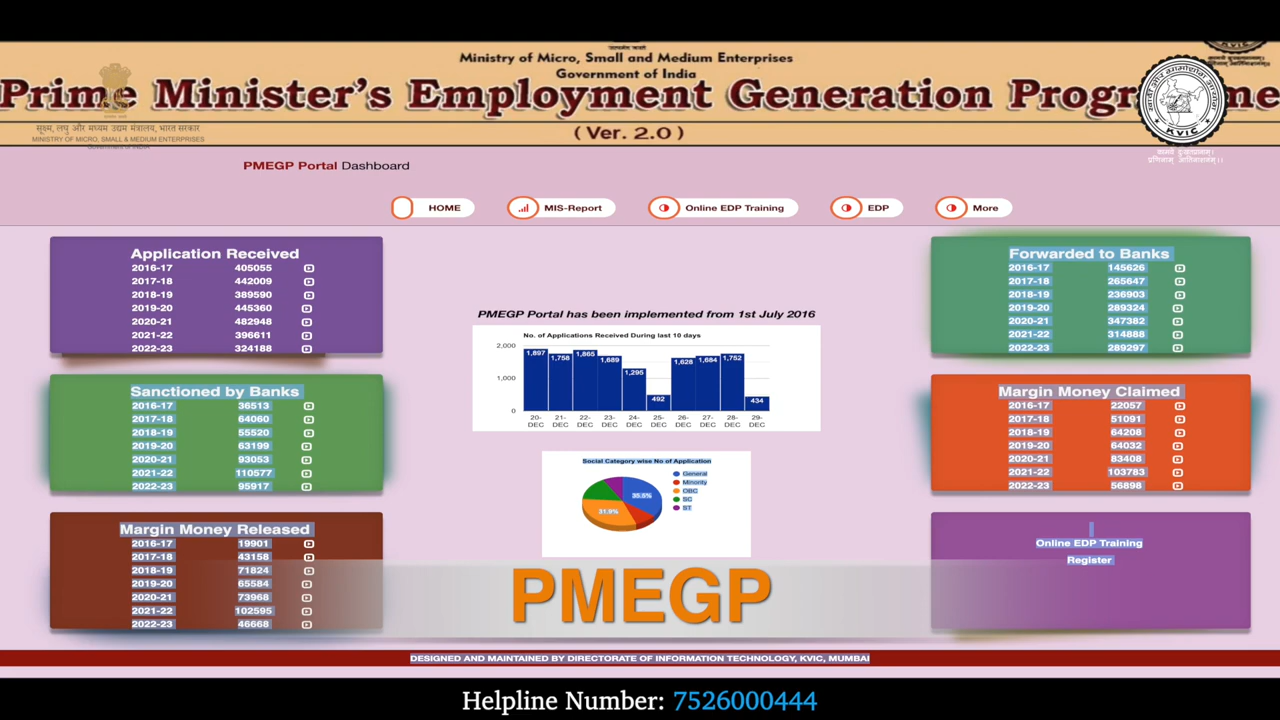 Ministry of Micro, Small and Medium Enterprises
Government of India
Prime Minister's Employment Generation Programme
( Ver. 2.0 )
सूक्ष्म, लघु और मध्यम उद्यम मंत्रालय, भारत सरकार
MINISTRY OF MICRO, SMALL & MEDIUM ENTERPRISES
Government of INDIA
KVIC
PMEGP Portal Dashboard
HOME
MIS-Report
Online EDP Training
EDP
More
Application Received
2016-17 405055
2017-18 442009
2018-19 389590
2019-20 445360
2020-21 482948
2021-22 396611
2022-23 324188
Sanctioned by Banks
2016-17 36513
2017-18 64060
2018-19 55520
2019-20 63199
2020-21 93053
2021-22 110577
2022-23 95917
Margin Money Released
2016-17 19901
2017-18 43158
2018-19 71824
2019-20 65584
2020-21 73968
2021-22 102595
2022-23 46668
PMEGP Portal has been implemented from 1st July 2016
No. of Applications Received During last 10 days
2,000
1,000
0
1,897 1,758 1,865 1,689 1,295 492 1,628 1,684 1,752 434
20- 21- 22- 23- 24- 25- 26- 27- 28- 29-
DEC DEC DEC DEC DEC DEC DEC DEC DEC DEC
Social Category wise No of Application
35.5%
31.9%
General
Minority
OBC
SC
ST
Forwarded to Banks
2016-17 145626
2017-18 265647
2018-19 236903
2019-20 289324
2020-21 347382
2021-22 314888
2022-23 289297
Margin Money Claimed
2016-17 22057
2017-18 51091
2018-19 64208
2019-20 64032
2020-21 83408
2021-22 103783
2022-23 56898
Online EDP Training
Register
PMEGP
DESIGNED AND MAINTAINED BY DIRECTORATE OF INFORMATION TECHNOLOGY, KVIC, MUMBAI
Helpline Number: 7526000444